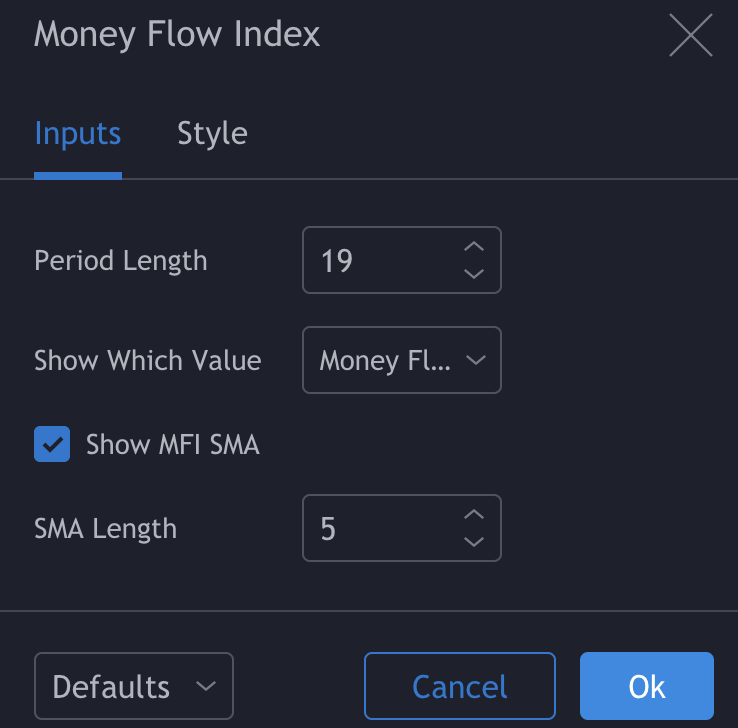 Money Flow Index
Inputs Style
Period Length 19
Show Which Value Money Fl...
Show MFI SMA
SMA Length 5
Defaults Cancel Ok